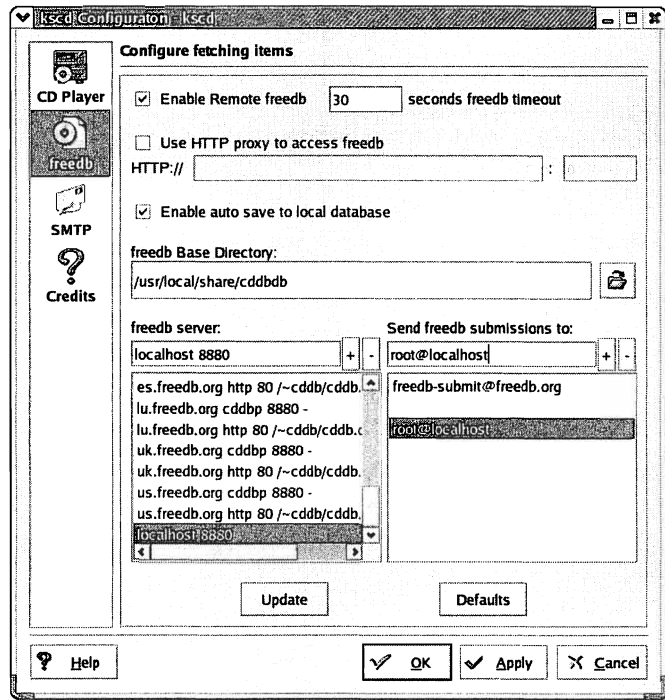 kscd Configuraton - kscd
Configure fetching items
CD Player
freedb
SMTP
Credits
Enable Remote freedb 30 seconds freedb timeout
Use HTTP proxy to access freedb
HTTP:// :
Enable auto save to local database
freedb Base Directory:
/usr/local/share/cddbdb
freedb server:
localhost 8880 + -
es.freedb.org http 80 /~cddb/cddb.
lu.freedb.org cddbp 8880 -
lu.freedb.org http 80 /~cddb/cddb.c
uk.freedb.org cddbp 8880 -
uk.freedb.org http 80 /~cddb/cddb.
us.freedb.org cddbp 8880 -
us.freedb.org http 80 /~cddb/cddb.
localhost 8880
Send freedb submissions to:
root@localhost + -
freedb-submit@freedb.org
root@localhost
Update
Defaults
Help
OK
Apply
Cancel